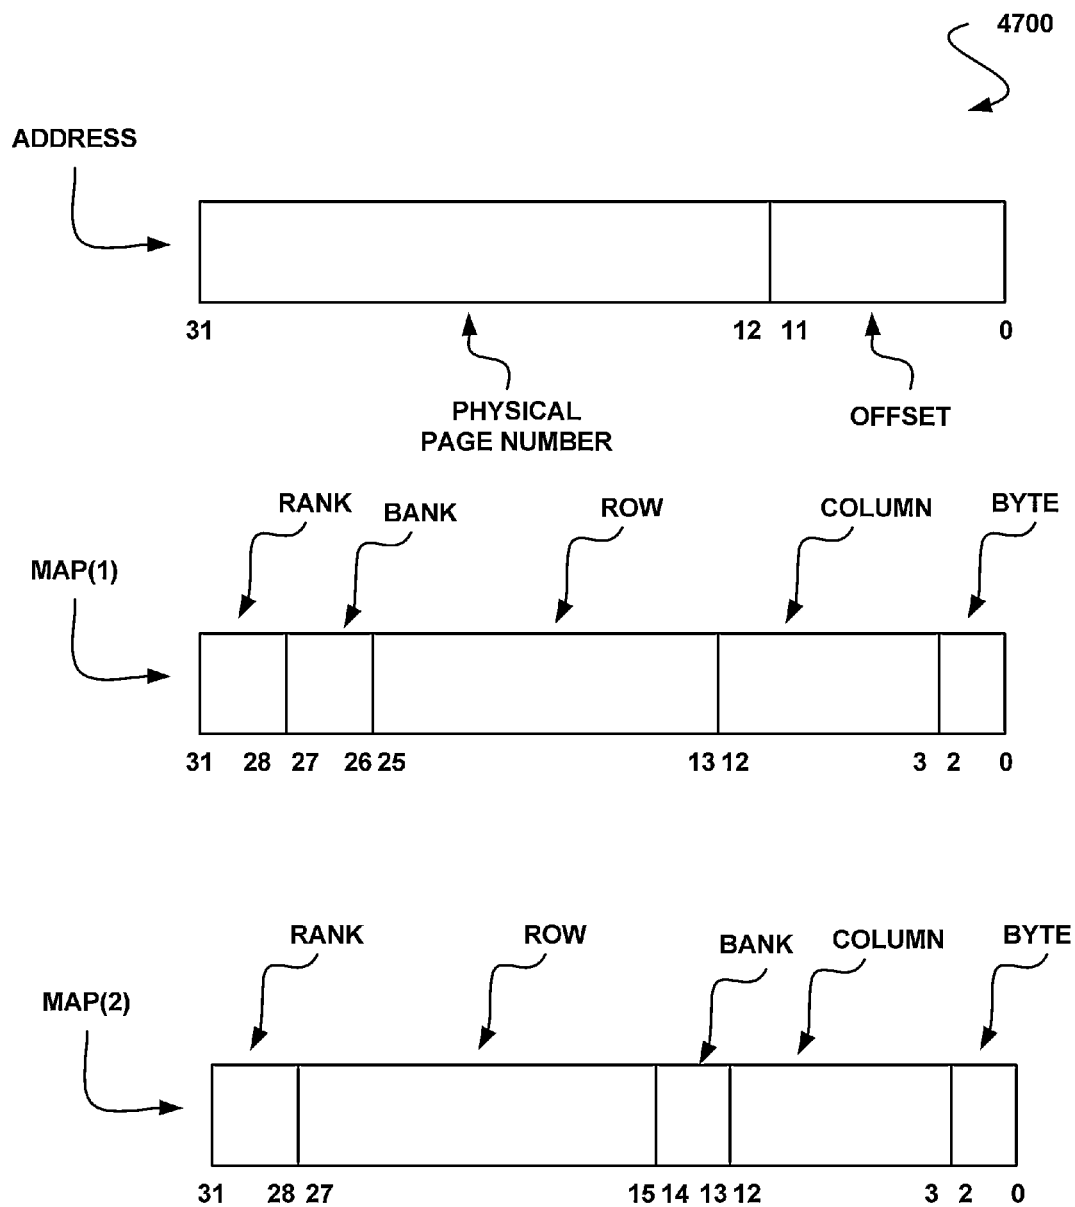 4700
ADDRESS
31 12 11 0
PHYSICAL
PAGE NUMBER
OFFSET
RANK BANK ROW COLUMN BYTE
MAP(1)
31 28 27 26 25 13 12 3 2 0
RANK ROW BANK COLUMN BYTE
MAP(2)
31 28 27 15 14 13 12 3 2 0